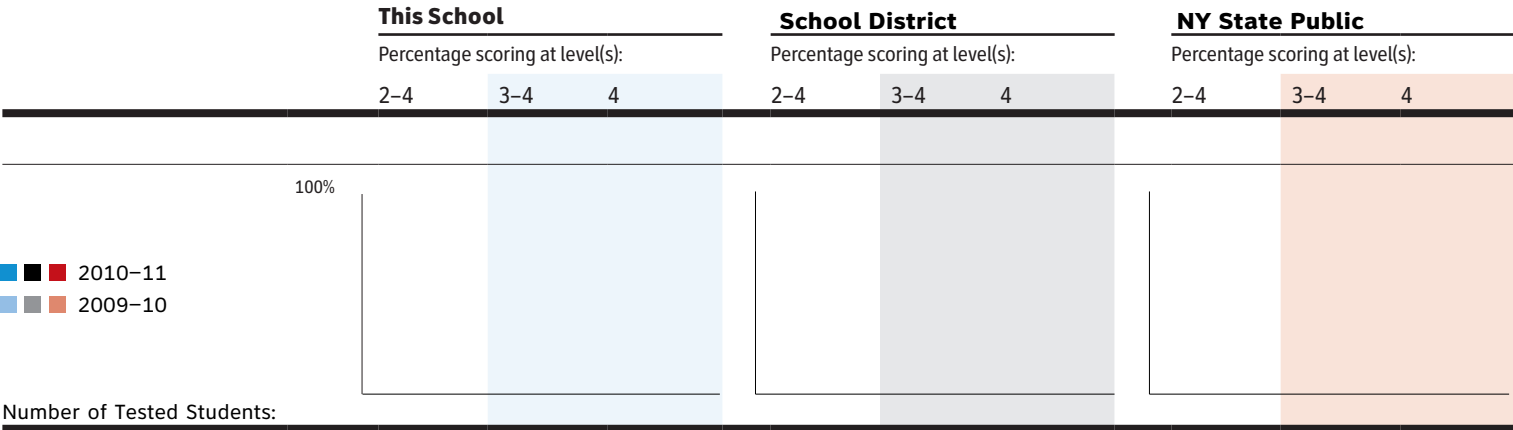 This School School District NY State Public
Percentage scoring at level(s): Percentage scoring at level(s): Percentage scoring at level(s):
2–4 3–4 4 2–4 3–4 4 2–4 3–4 4
100%
2010–11
2009–10
Number of Tested Students: